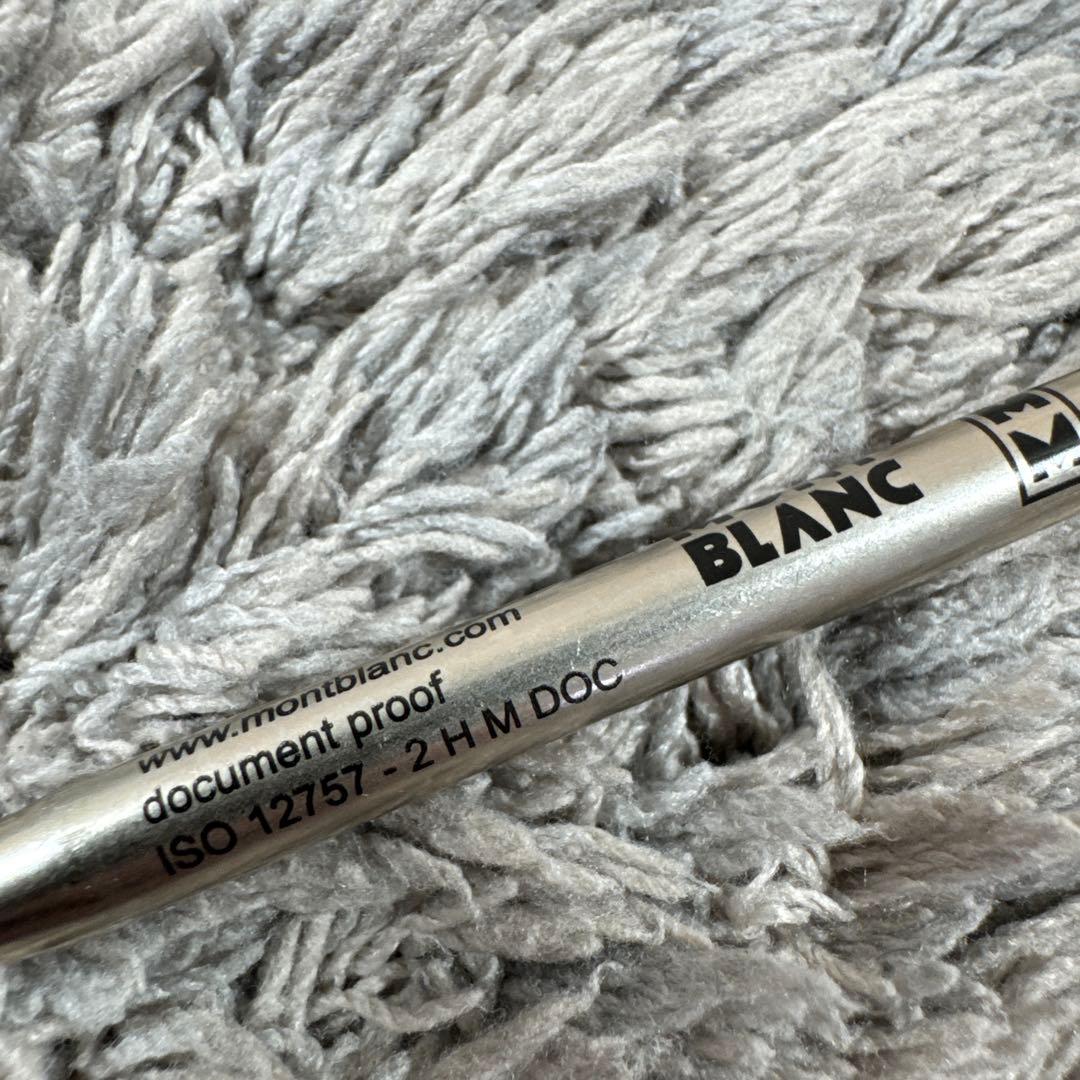 www.montblanc.com
document proof
ISO 12757 - 2 H M DOC
BLANC
M